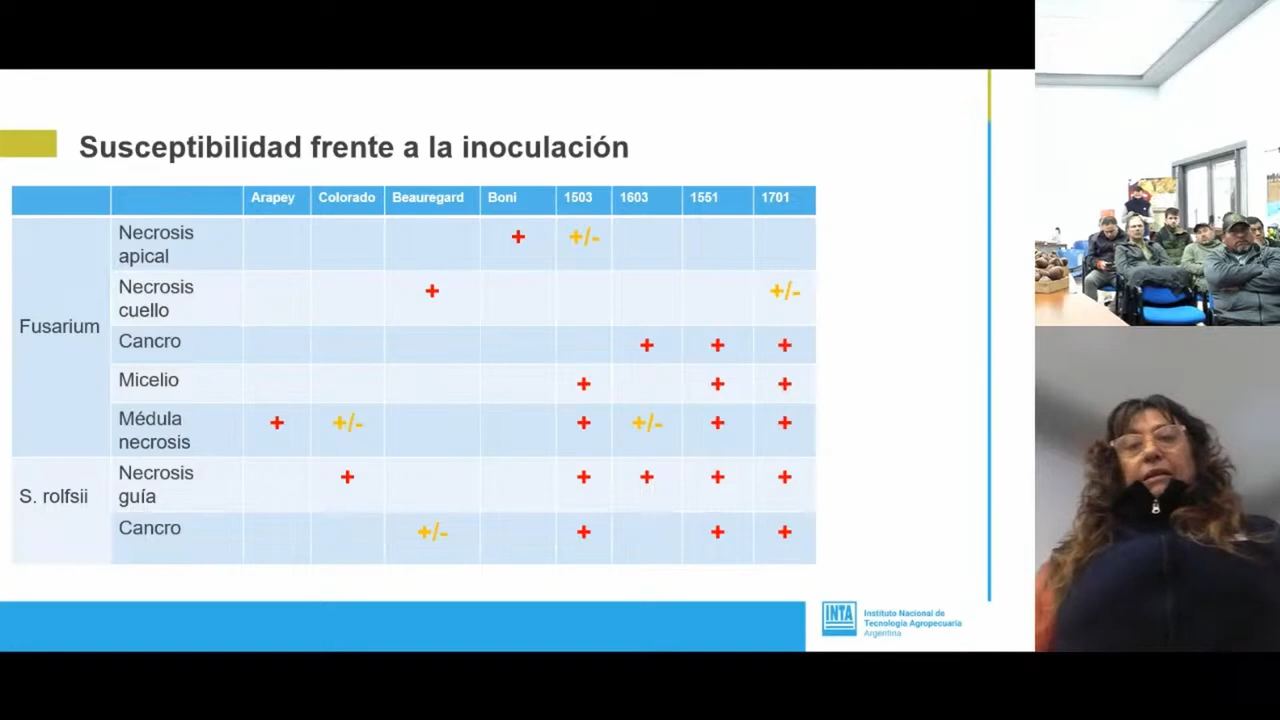 Susceptibilidad frente a la inoculación
Arapey Colorado Beauregard Boni 1503 1603 1551 1701
Fusarium
Necrosis
apical
+ +/-
Necrosis
cuello
+ +/-
Cancro + + +
Micelio + + +
Médula
necrosis
+ +/- + +/- + +
S. rolfsii
Necrosis
guía
+ + + + +
Cancro +/- + + +
INTA
Instituto Nacional de
Tecnología Agropecuaria
Argentina